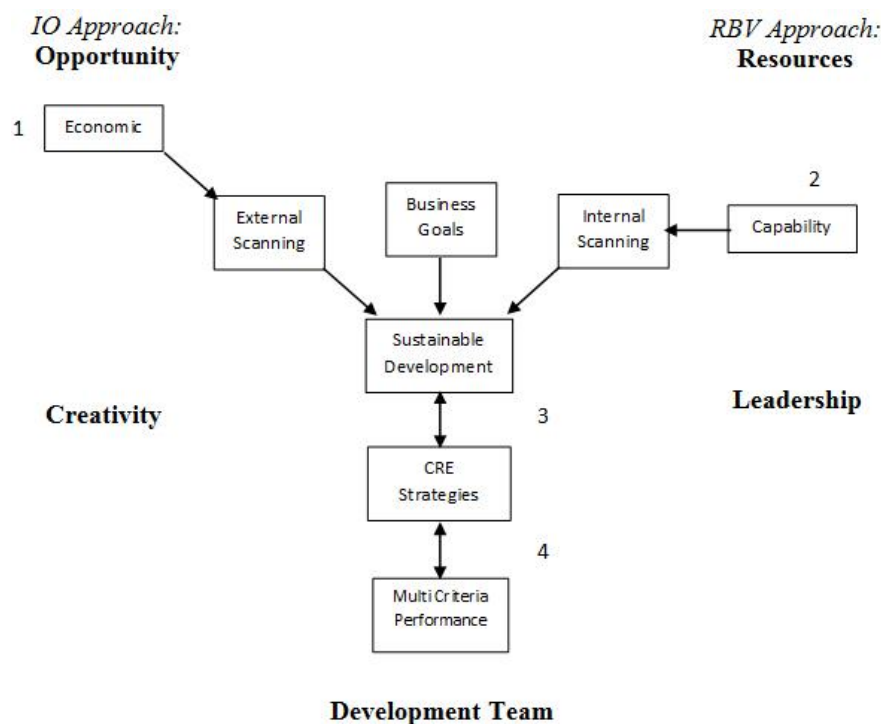 IO Approach:
Opportunity
RBV Approach:
Resources
1
Economic
2
External
Scanning
Business
Goals
Internal
Scanning
Capability
Sustainable
Development
Creativity
3
Leadership
CRE
Strategies
4
Multi Criteria
Performance
Development Team